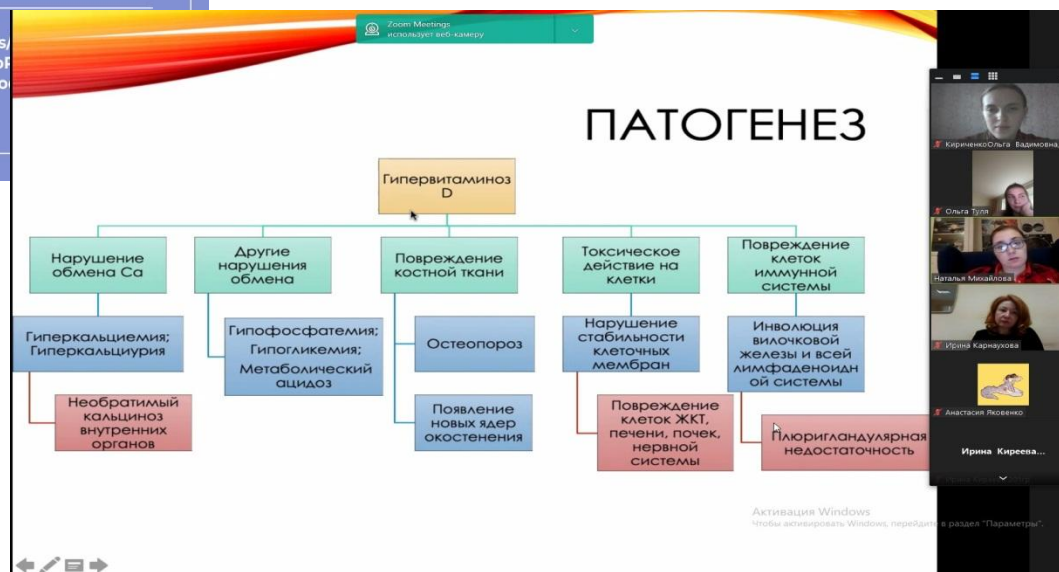 Zoom Meetings
использует веб-камеру
ПАТОГЕНЕЗ
Гипервитаминоз
D
Нарушение
обмена Ca
Другие
нарушения
обмена
Повреждение
костной ткани
Токсическое
действие на
клетки
Повреждение
клеток
иммунной
системы
Гиперкальциемия;
Гиперкальциурия
Гипофосфатемия;
Гипогликемия;
Метаболический
ацидоз
Остеопороз
Нарушение
стабильности
клеточных
мембран
Инволюция
вилочковой
железы и всей
лимфаденоидн
ой системы
Необратимый
кальциноз
внутренних
органов
Появление
новых ядер
окостенения
Повреждение
клеток ЖКТ,
печени, почек,
нервной
системы
Плюригландулярная
недостаточность
КириченкоОльга Вадимовна
Ольга Туля
Наталья Михайлова
Ирина Карнаухова
Анастасия Яковенко
Ирина Киреева...
Активация Windows
Чтобы активировать Windows, перейдите в раздел "Параметры".